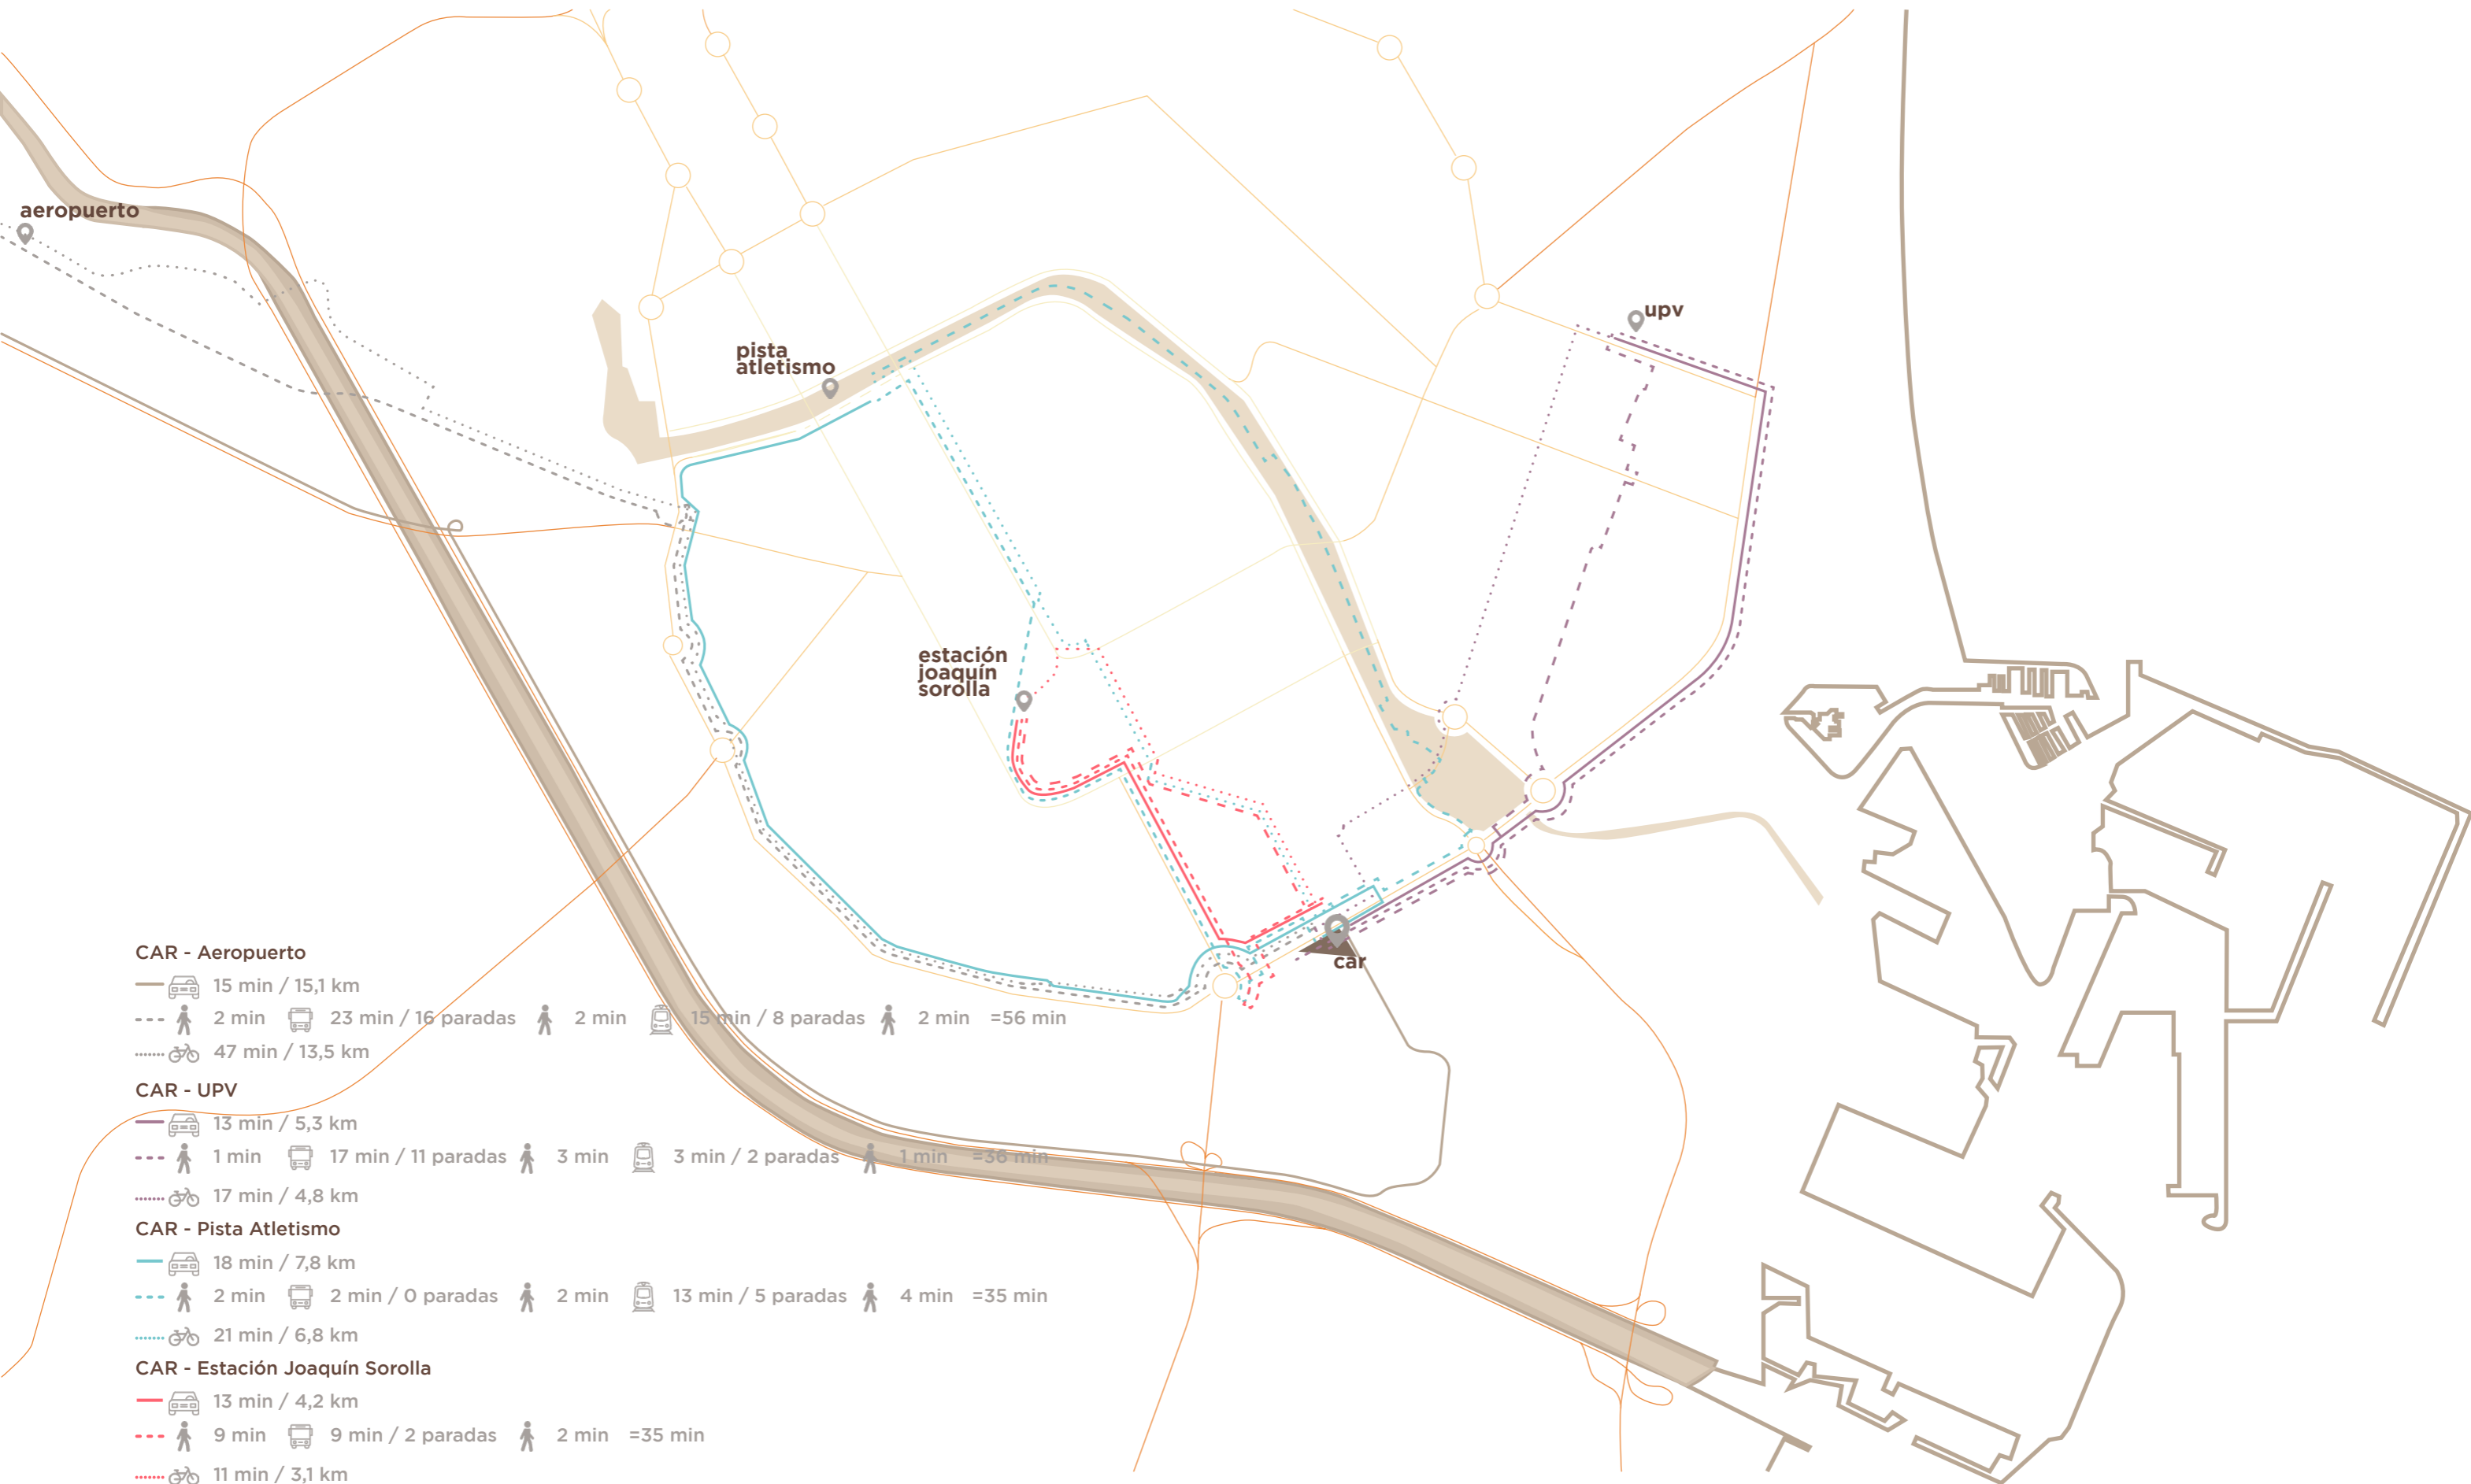 aeropuerto
upv
pista
atletismo
estación
joaquín
sorolla
car
CAR - Aeropuerto
15 min / 15,1 km
2 min 23 min / 16 paradas 2 min 15 min / 8 paradas 2 min =56 min
47 min / 13,5 km
CAR - UPV
13 min / 5,3 km
1 min 17 min / 11 paradas 3 min 3 min / 2 paradas 1 min =36 min
17 min / 4,8 km
CAR - Pista Atletismo
18 min / 7,8 km
2 min 2 min / 0 paradas 2 min 13 min / 5 paradas 4 min =35 min
21 min / 6,8 km
CAR - Estación Joaquín Sorolla
13 min / 4,2 km
9 min 9 min / 2 paradas 2 min =35 min
11 min / 3,1 km